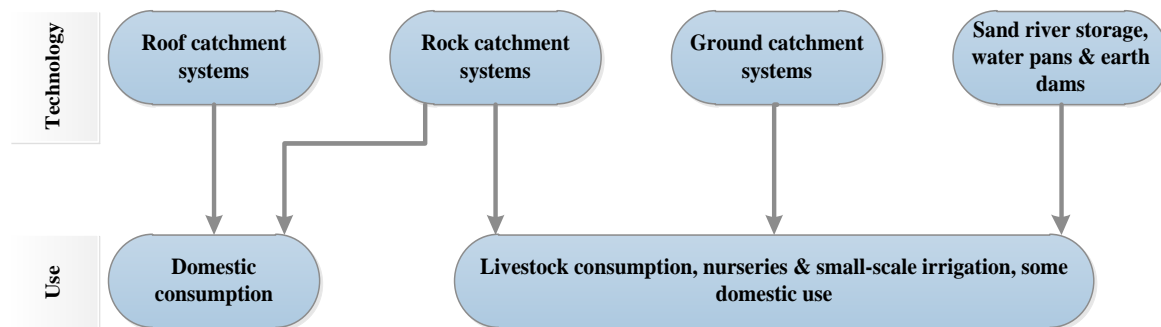 Technology
Roof catchment
systems
Rock catchment
systems
Ground catchment
systems
Sand river storage,
water pans & earth
dams
Use
Domestic
consumption
Livestock consumption, nurseries & small-scale irrigation, some
domestic use